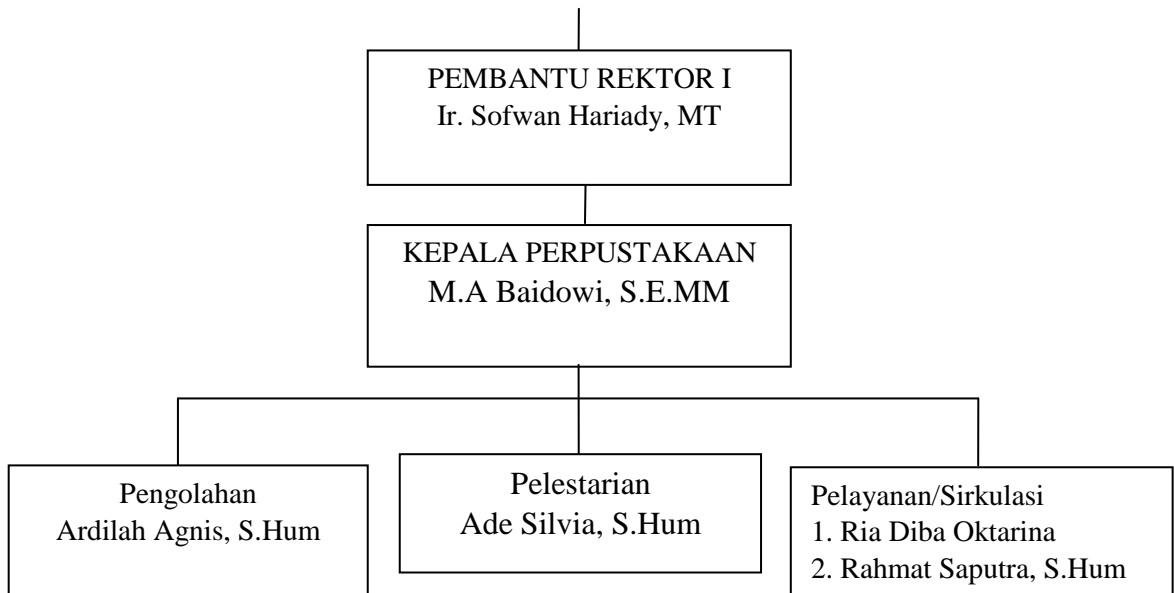 PEMBANTU REKTOR I
Ir. Sofwan Hariady, MT
KEPALA PERPUSTAKAAN
M.A Baidowi, S.E.MM
Pengolahan
Ardilah Agnis, S.Hum
Pelestarian
Ade Silvia, S.Hum
Pelayanan/Sirkulasi
1. Ria Diba Oktarina
2. Rahmat Saputra, S.Hum